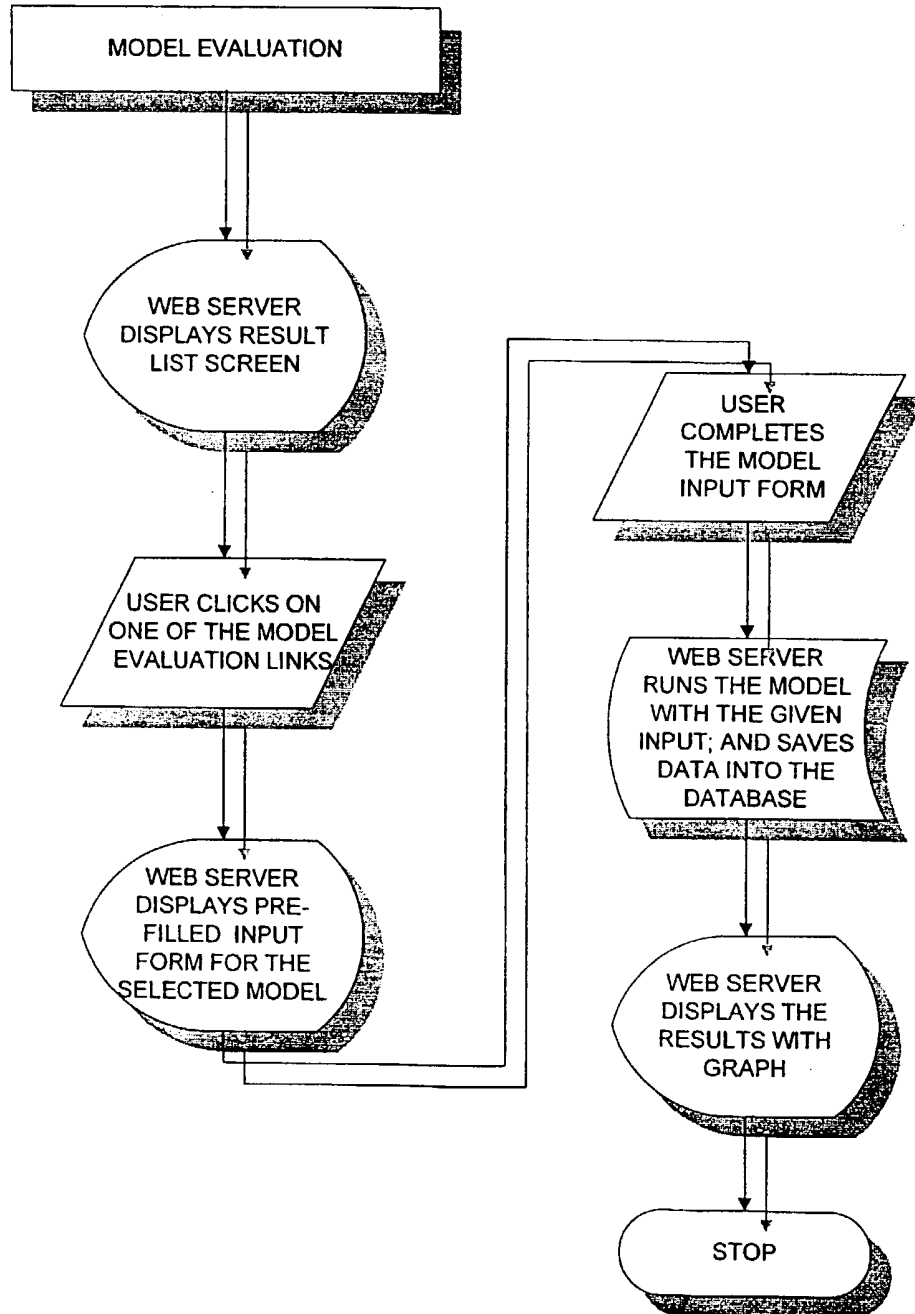 MODEL EVALUATION
WEB SERVER
DISPLAYS RESULT
LIST SCREEN
USER CLICKS ON
ONE OF THE MODEL
EVALUATION LINKS
WEB SERVER
DISPLAYS PRE-
FILLED INPUT
FORM FOR THE
SELECTED MODEL
USER
COMPLETES
THE MODEL
INPUT FORM
WEB SERVER
RUNS THE MODEL
WITH THE GIVEN
INPUT; AND SAVES
DATA INTO THE
DATABASE
WEB SERVER
DISPLAYS THE
RESULTS WITH
GRAPH
STOP